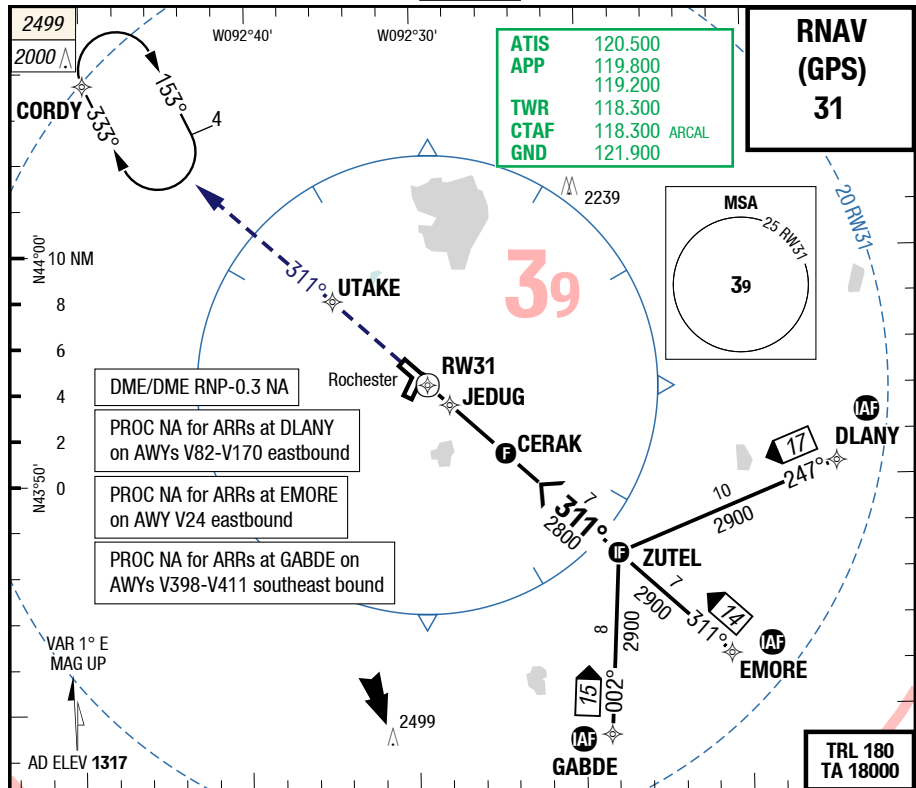 2499
2000
W092°40'
W092°30'
ATIS 120.500
APP 119.800
119.200
TWR 118.300
CTAF 118.300 ARCAL
GND 121.900
RNAV
(GPS)
31
CORDY
333°
153°
4
2239
MSA
25 RW31
39
20 RW31
39
N44°00'
10 NM
8
6
4
2
0
N43°50'
311°
UTAKE
Rochester
RW31
JEDUG
CERAK
F
DME/DME RNP-0.3 NA
PROC NA for ARRs at DLANY
on AWYs V82-V170 eastbound
PROC NA for ARRs at EMORE
on AWY V24 eastbound
PROC NA for ARRs at GABDE on
AWYs V398-V411 southeast bound
IAF
DLANY
17
247°
10
2900
7
311°
2800
IF
ZUTEL
7
2900
311°
14
IAF
EMORE
8
2900
002°
15
IAF
GABDE
VAR 1° E
MAG UP
AD ELEV 1317
2499
TRL 180
TA 18000